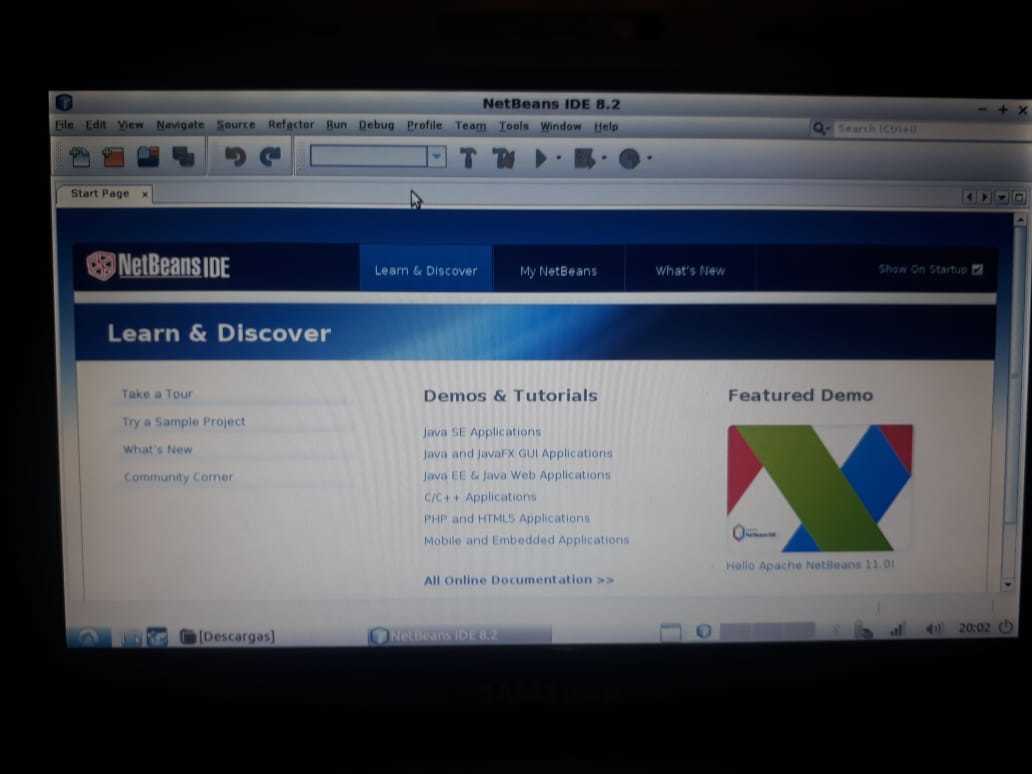 NetBeans IDE 8.2
File Edit View Navigate Source Refactor Run Debug Profile Team Tools Window Help
Search (Ctrl+I)
Start Page
NetBeans IDE
Learn & Discover
My NetBeans
What's New
Show On Startup
Learn & Discover
Take a Tour
Try a Sample Project
What's New
Community Corner
Demos & Tutorials
Java SE Applications
Java and JavaFX GUI Applications
Java EE & Java Web Applications
C/C++ Applications
PHP and HTML5 Applications
Mobile and Embedded Applications
All Online Documentation >>
Featured Demo
NetBeans IDE
Hello Apache NetBeans 11.0!
[Descargas]
NetBeans IDE 8.2
20:02